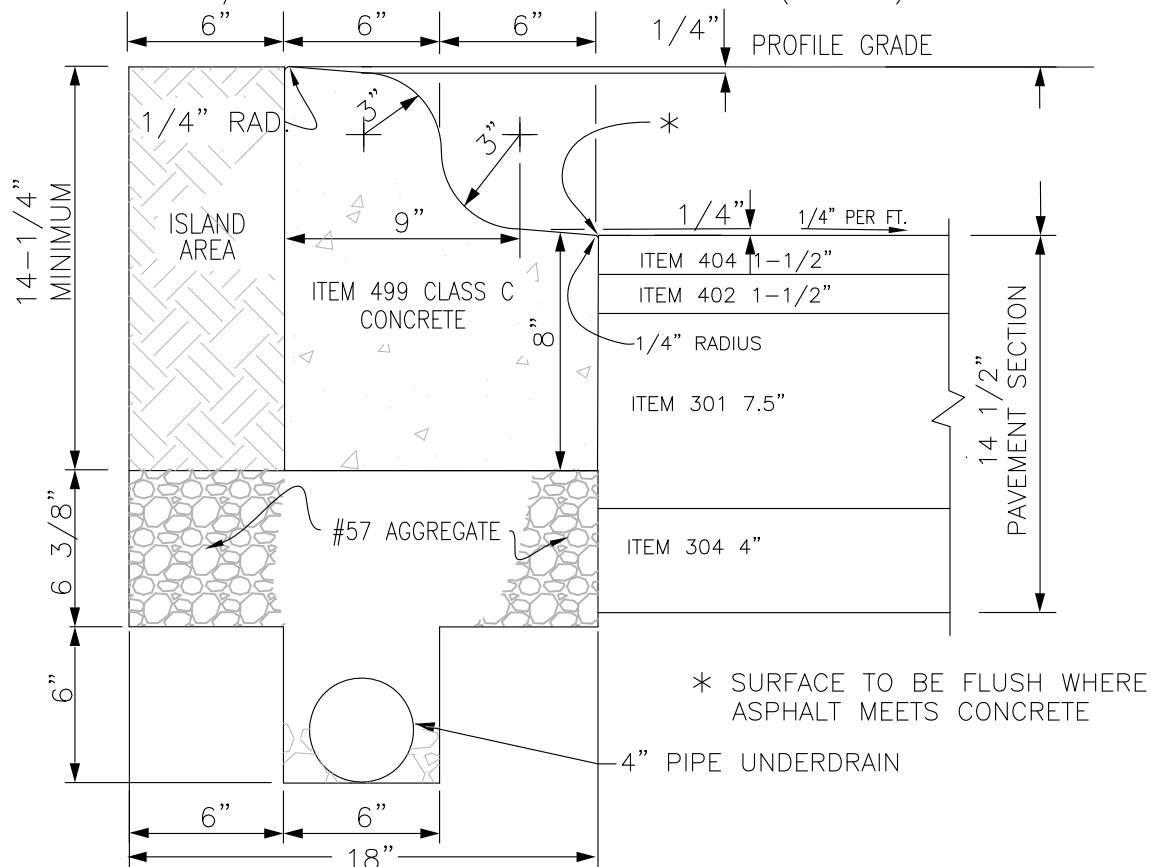 6" 6" 6" 1/4" PROFILE GRADE
1/4" RAD.
3"
3"
*
14-1/4"
MINIMUM
ISLAND
AREA
9"
1/4"
1/4" PER FT.
ITEM 404 1-1/2"
ITEM 402 1-1/2"
ITEM 499 CLASS C
CONCRETE
8"
1/4" RADIUS
ITEM 301 7.5"
14 1/2"
PAVEMENT SECTION
6 3/8"
#57 AGGREGATE
ITEM 304 4"
6"
* SURFACE TO BE FLUSH WHERE
ASPHALT MEETS CONCRETE
4" PIPE UNDERDRAIN
6" 6"
18"